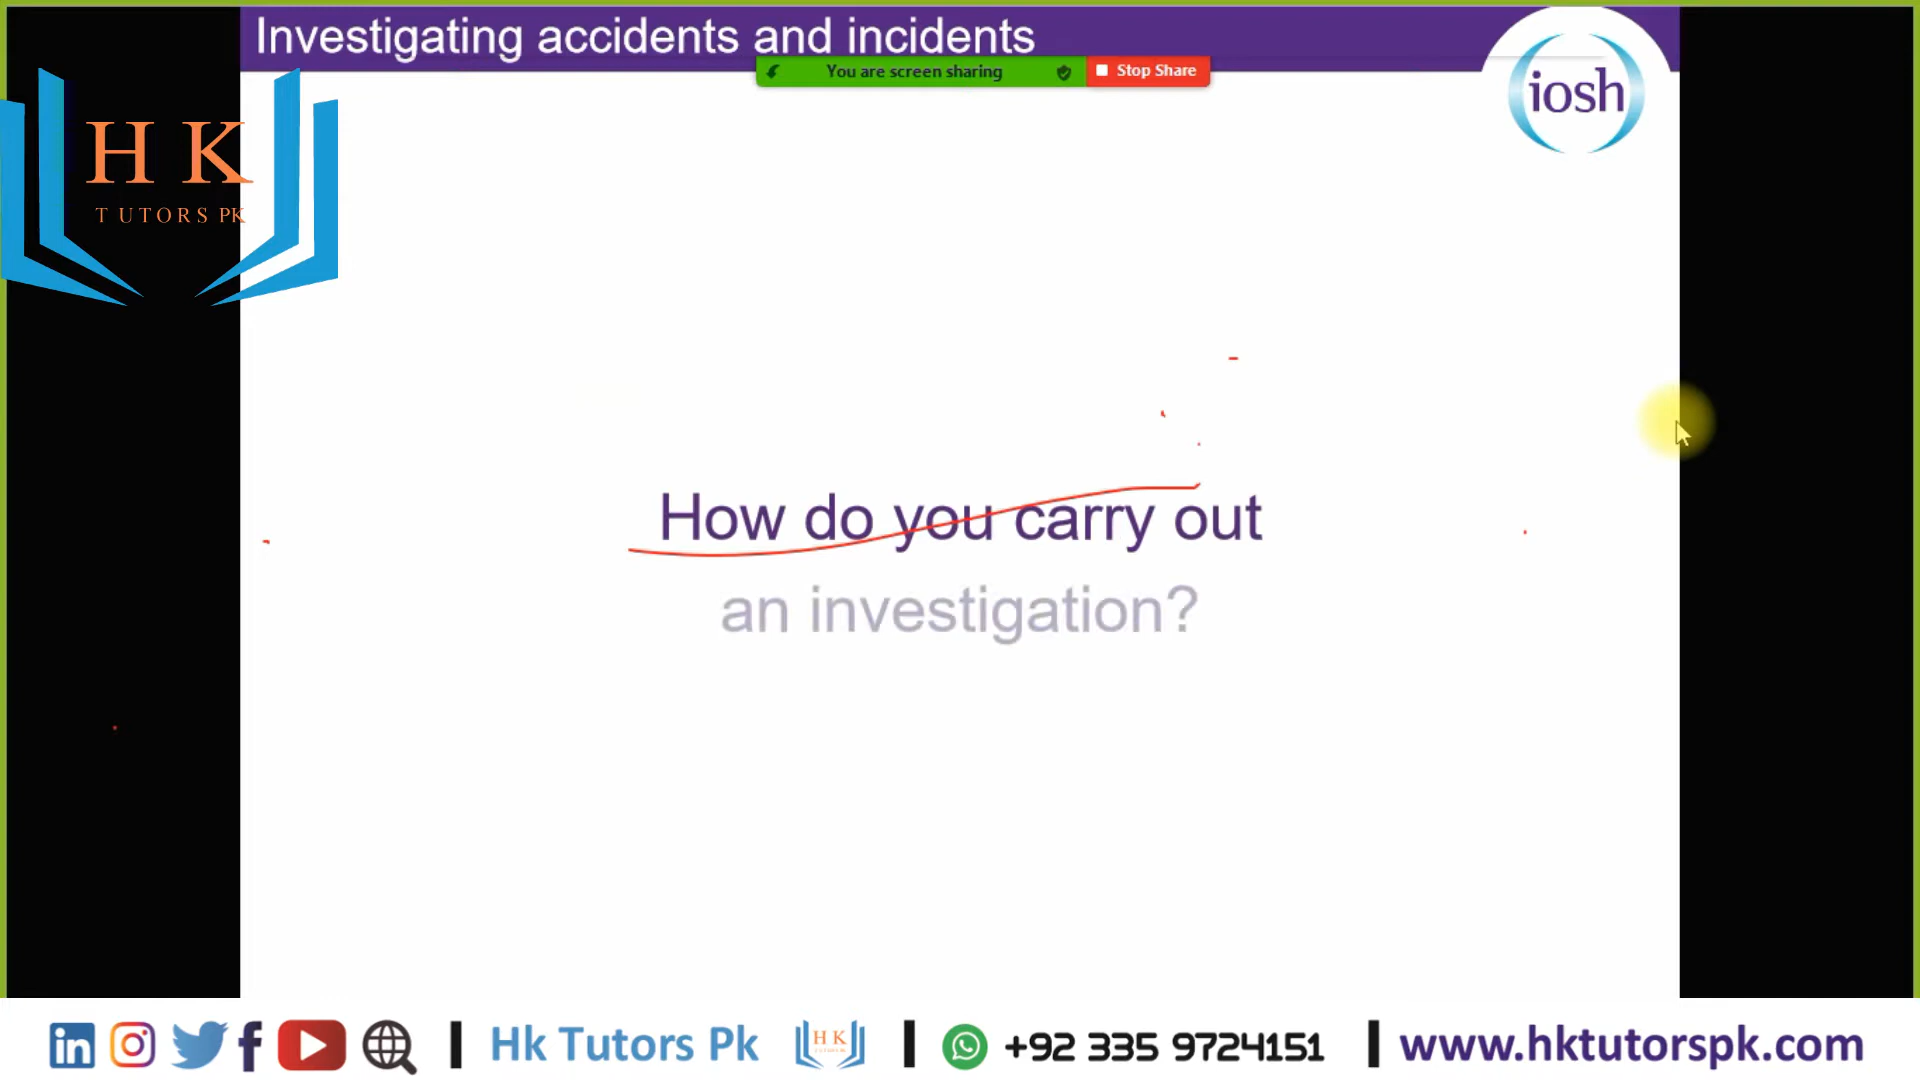 Investigating accidents and incidents
You are screen sharing
Stop Share
iosh
H K
TUTORS PK
How do you carry out
an investigation?
Hk Tutors Pk
H K
+92 335 9724151
www.hktutorspk.com